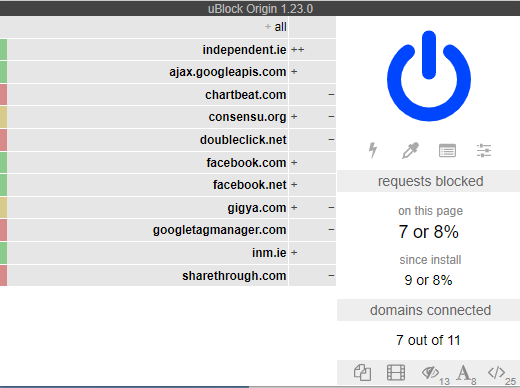 uBlock Origin 1.23.0
+ all
independent.ie ++
ajax.googleapis.com +
chartbeat.com −
consensu.org + −
doubleclick.net −
facebook.com +
facebook.net +
gigya.com + −
googletagmanager.com −
inm.ie +
sharethrough.com −
requests blocked
on this page
7 or 8%
since install
9 or 8%
domains connected
7 out of 11
13 A 8 </> 25